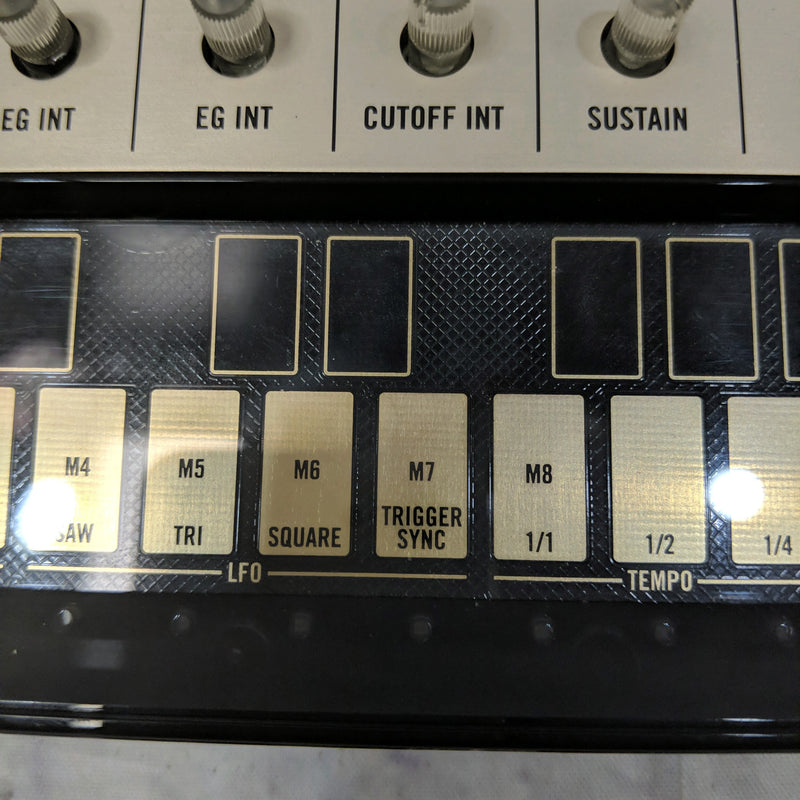 EG INT
EG INT
CUTOFF INT
SUSTAIN
M4
M5
M6
M7
M8
SAW
TRI
SQUARE
TRIGGER
SYNC
1/1
1/2
1/4
LFO
TEMPO